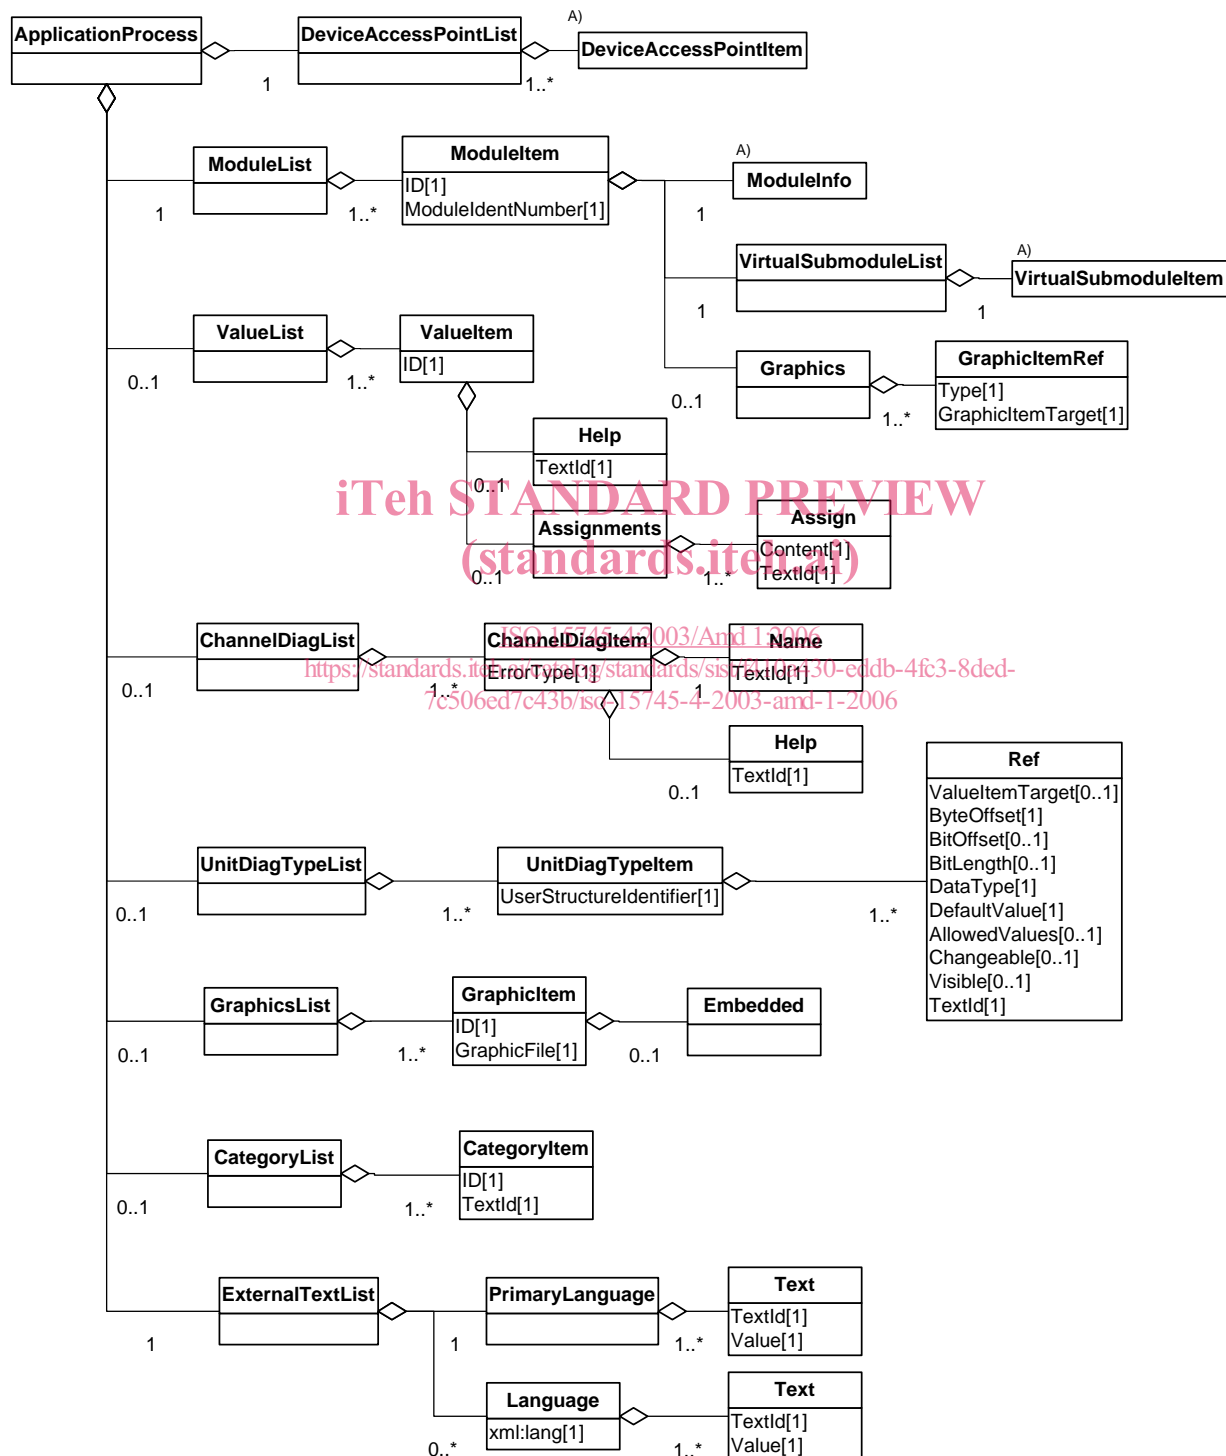 A)
ApplicationProcess
DeviceAccessPointList
DeviceAccessPointItem
1
1..*
ModuleList
ModuleItem
ID[1]
ModuleIdentNumber[1]
A)
ModuleInfo
1
1..*
1
VirtualSubmoduleList
A)
VirtualSubmoduleItem
1
1
ValueList
ValueItem
ID[1]
0..1
1..*
Graphics
GraphicItemRef
Type[1]
GraphicItemTarget[1]
0..1
1..*
Help
TextId[1]
0..1
iTeh STANDARD PREVIEW
(standards.iteh.ai)
Assignments
Assign
Content[1]
TextId[1]
0..1
1..*
ChannelDiagList
ChannelDiagItem
ErrorType[1]
Name
TextId[1]
0..1
1..*
1
ISO 15745-4:2003/Amd 1:2006
7c506ed7c43b/iso-15745-4-2003-amd-1-2006
Help
TextId[1]
0..1
Ref
ValueItemTarget[0..1]
ByteOffset[1]
BitOffset[0..1]
BitLength[0..1]
DataType[1]
DefaultValue[1]
AllowedValues[0..1]
Changeable[0..1]
Visible[0..1]
TextId[1]
UnitDiagTypeList
UnitDiagTypeItem
UserStructureIdentifier[1]
0..1
1..*
1..*
GraphicsList
GraphicItem
ID[1]
GraphicFile[1]
Embedded
0..1
1..*
0..1
CategoryList
CategoryItem
ID[1]
TextId[1]
0..1
1..*
ExternalTextList
PrimaryLanguage
Text
TextId[1]
Value[1]
1
1
1..*
Language
xml:lang[1]
Text
TextId[1]
Value[1]
0..*
1..*